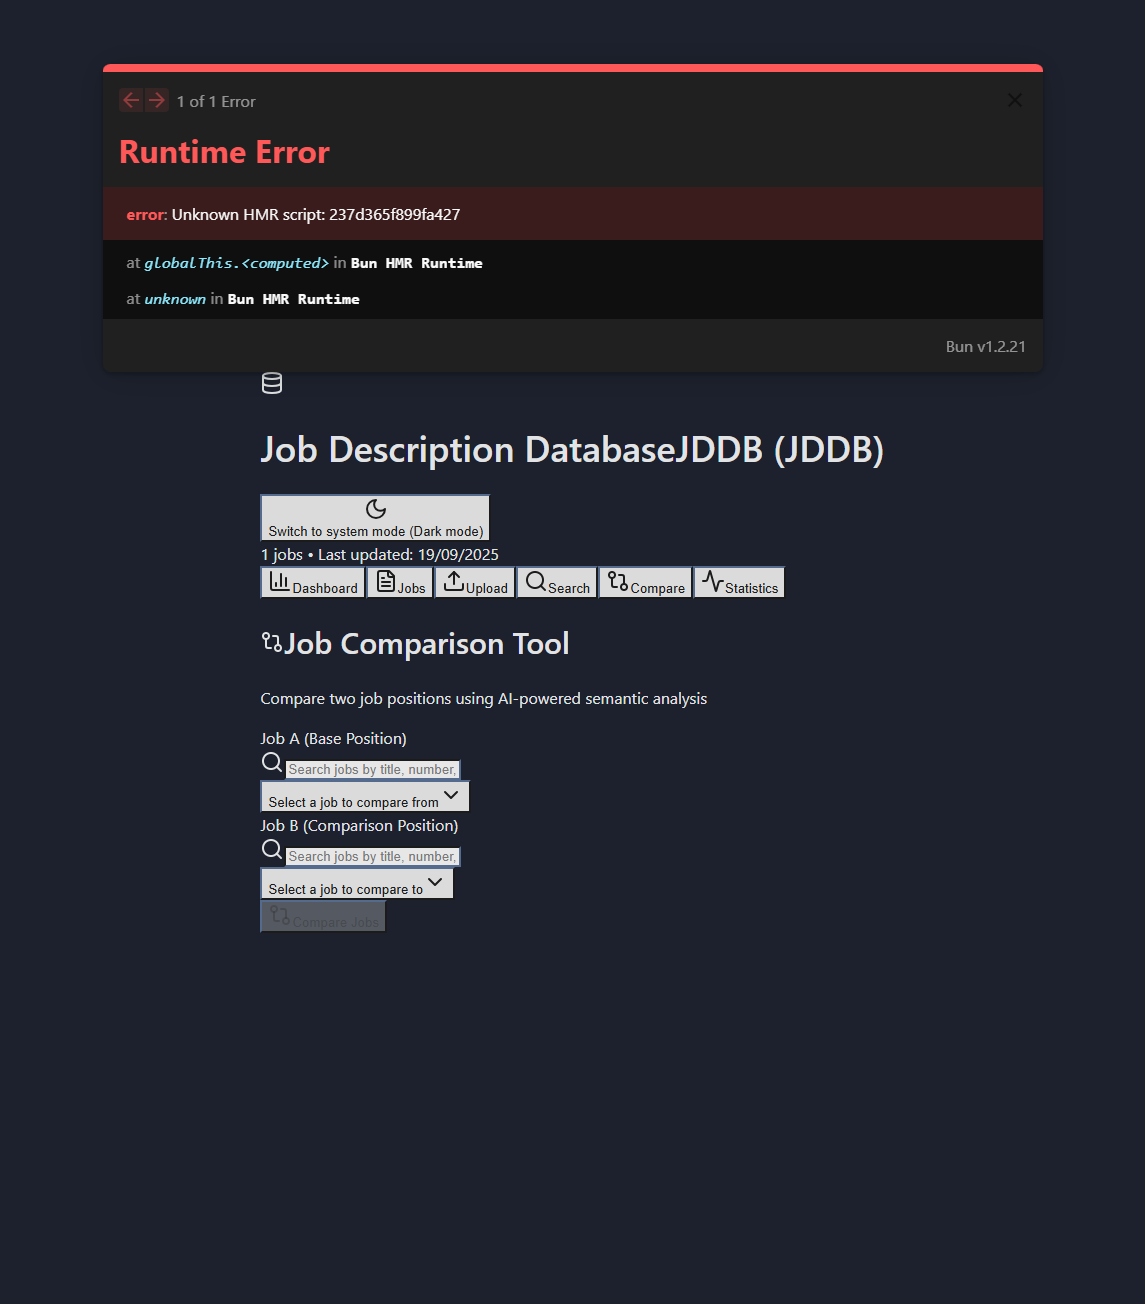 1 of 1 Error
Runtime Error
error: Unknown HMR script: 237d365f899fa427
at globalThis.<computed> in Bun HMR Runtime
at unknown in Bun HMR Runtime
Bun v1.2.21
Job Description DatabaseJDDB (JDDB)
Switch to system mode (Dark mode)
1 jobs • Last updated: 19/09/2025
Dashboard Jobs Upload Search Compare Statistics
Job Comparison Tool
Compare two job positions using AI-powered semantic analysis
Job A (Base Position)
Search jobs by title, number,
Select a job to compare from
Job B (Comparison Position)
Search jobs by title, number,
Select a job to compare to
Compare Jobs